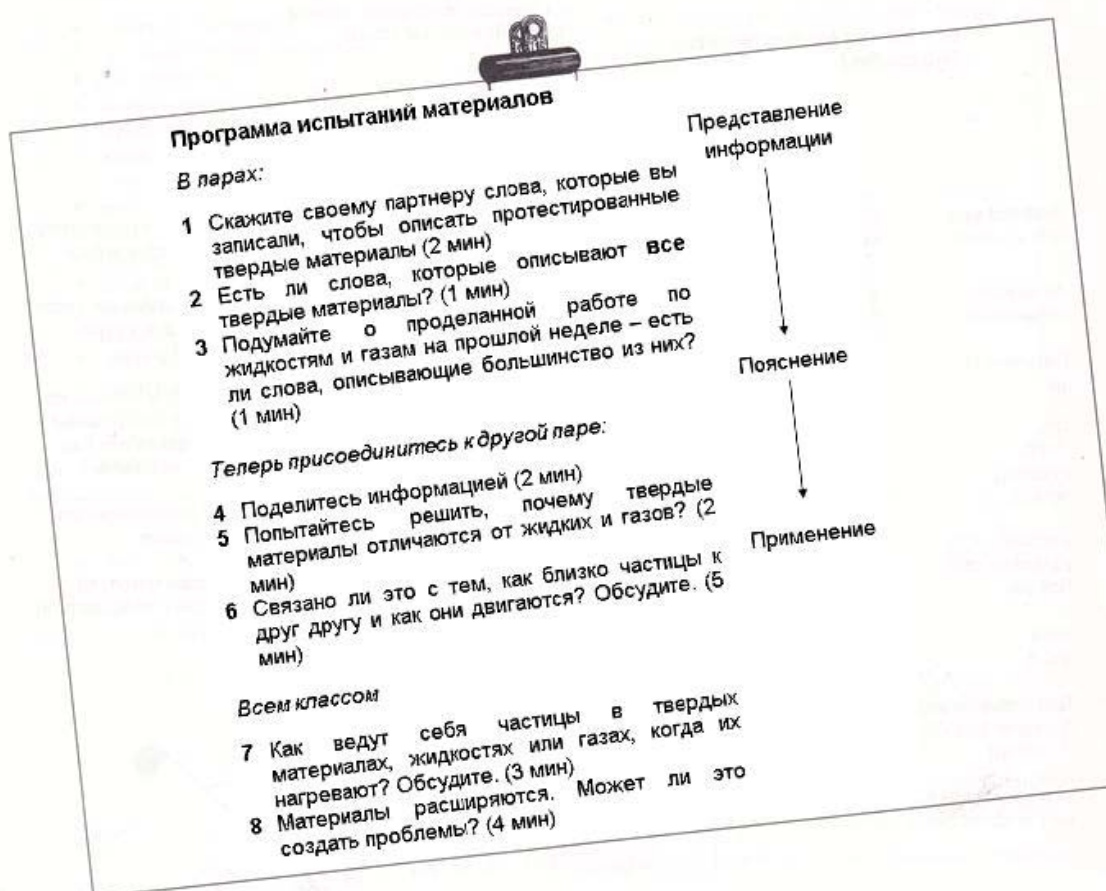 Программа испытаний материалов
В парах:
1 Скажите своему партнеру слова, которые вы
записали, чтобы описать протестированные
твердые материалы (2 мин)
2 Есть ли слова, которые описывают все
твердые материалы? (1 мин)
3 Подумайте о проделанной работе по
жидкостям и газам на прошлой неделе – есть
ли слова, описывающие большинство из них?
(1 мин)
Теперь присоединитесь к другой паре:
4 Поделитесь информацией (2 мин)
5 Попытайтесь решить, почему твердые
материалы отличаются от жидких и газов? (2
мин)
6 Связано ли это с тем, как близко частицы к
друг другу и как они двигаются? Обсудите. (5
мин)
Всем классом
7 Как ведут себя частицы в твердых
материалах, жидкостях или газах, когда их
нагревают? Обсудите. (3 мин)
8 Материалы расширяются. Может ли это
создать проблемы? (4 мин)
Представление
информации
Пояснение
Применение